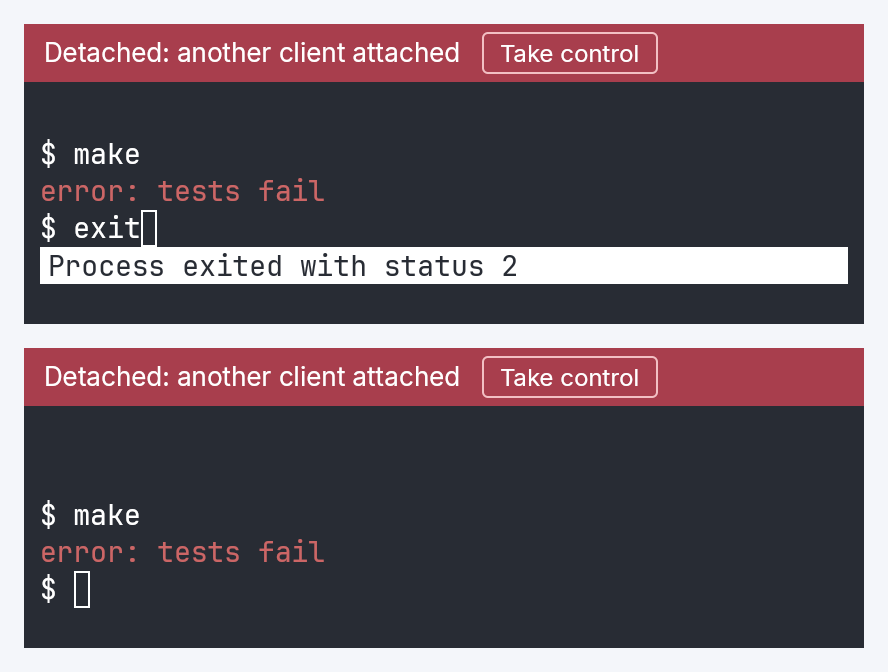 Detached: another client attached Take control
$ make
error: tests fail
$ exit
Process exited with status 2
Detached: another client attached Take control
$ make
error: tests fail
$